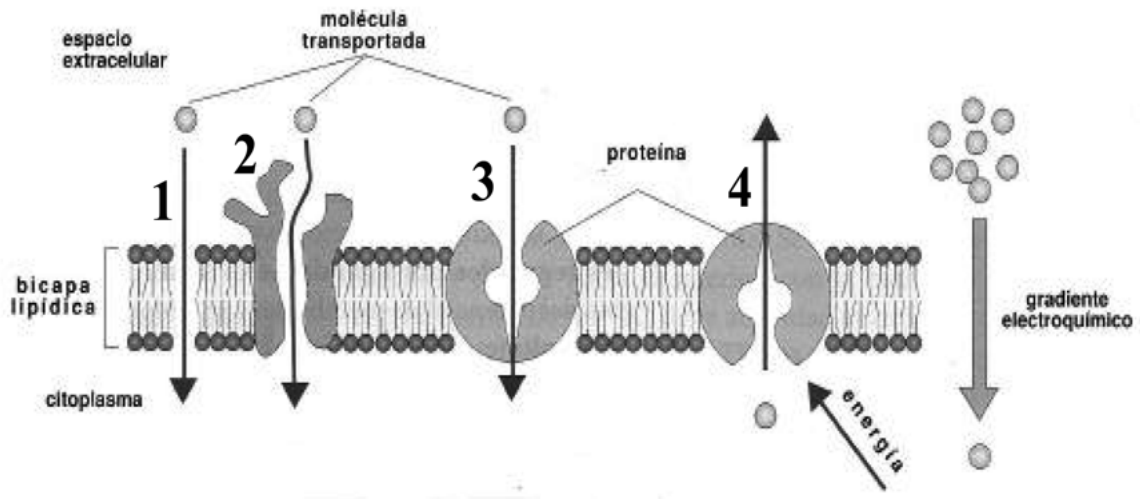 espacio
extracelular
molécula
transportada
1
2
3
proteína
4
bicapa
lipídica
gradiente
electroquímico
citoplasma
energía